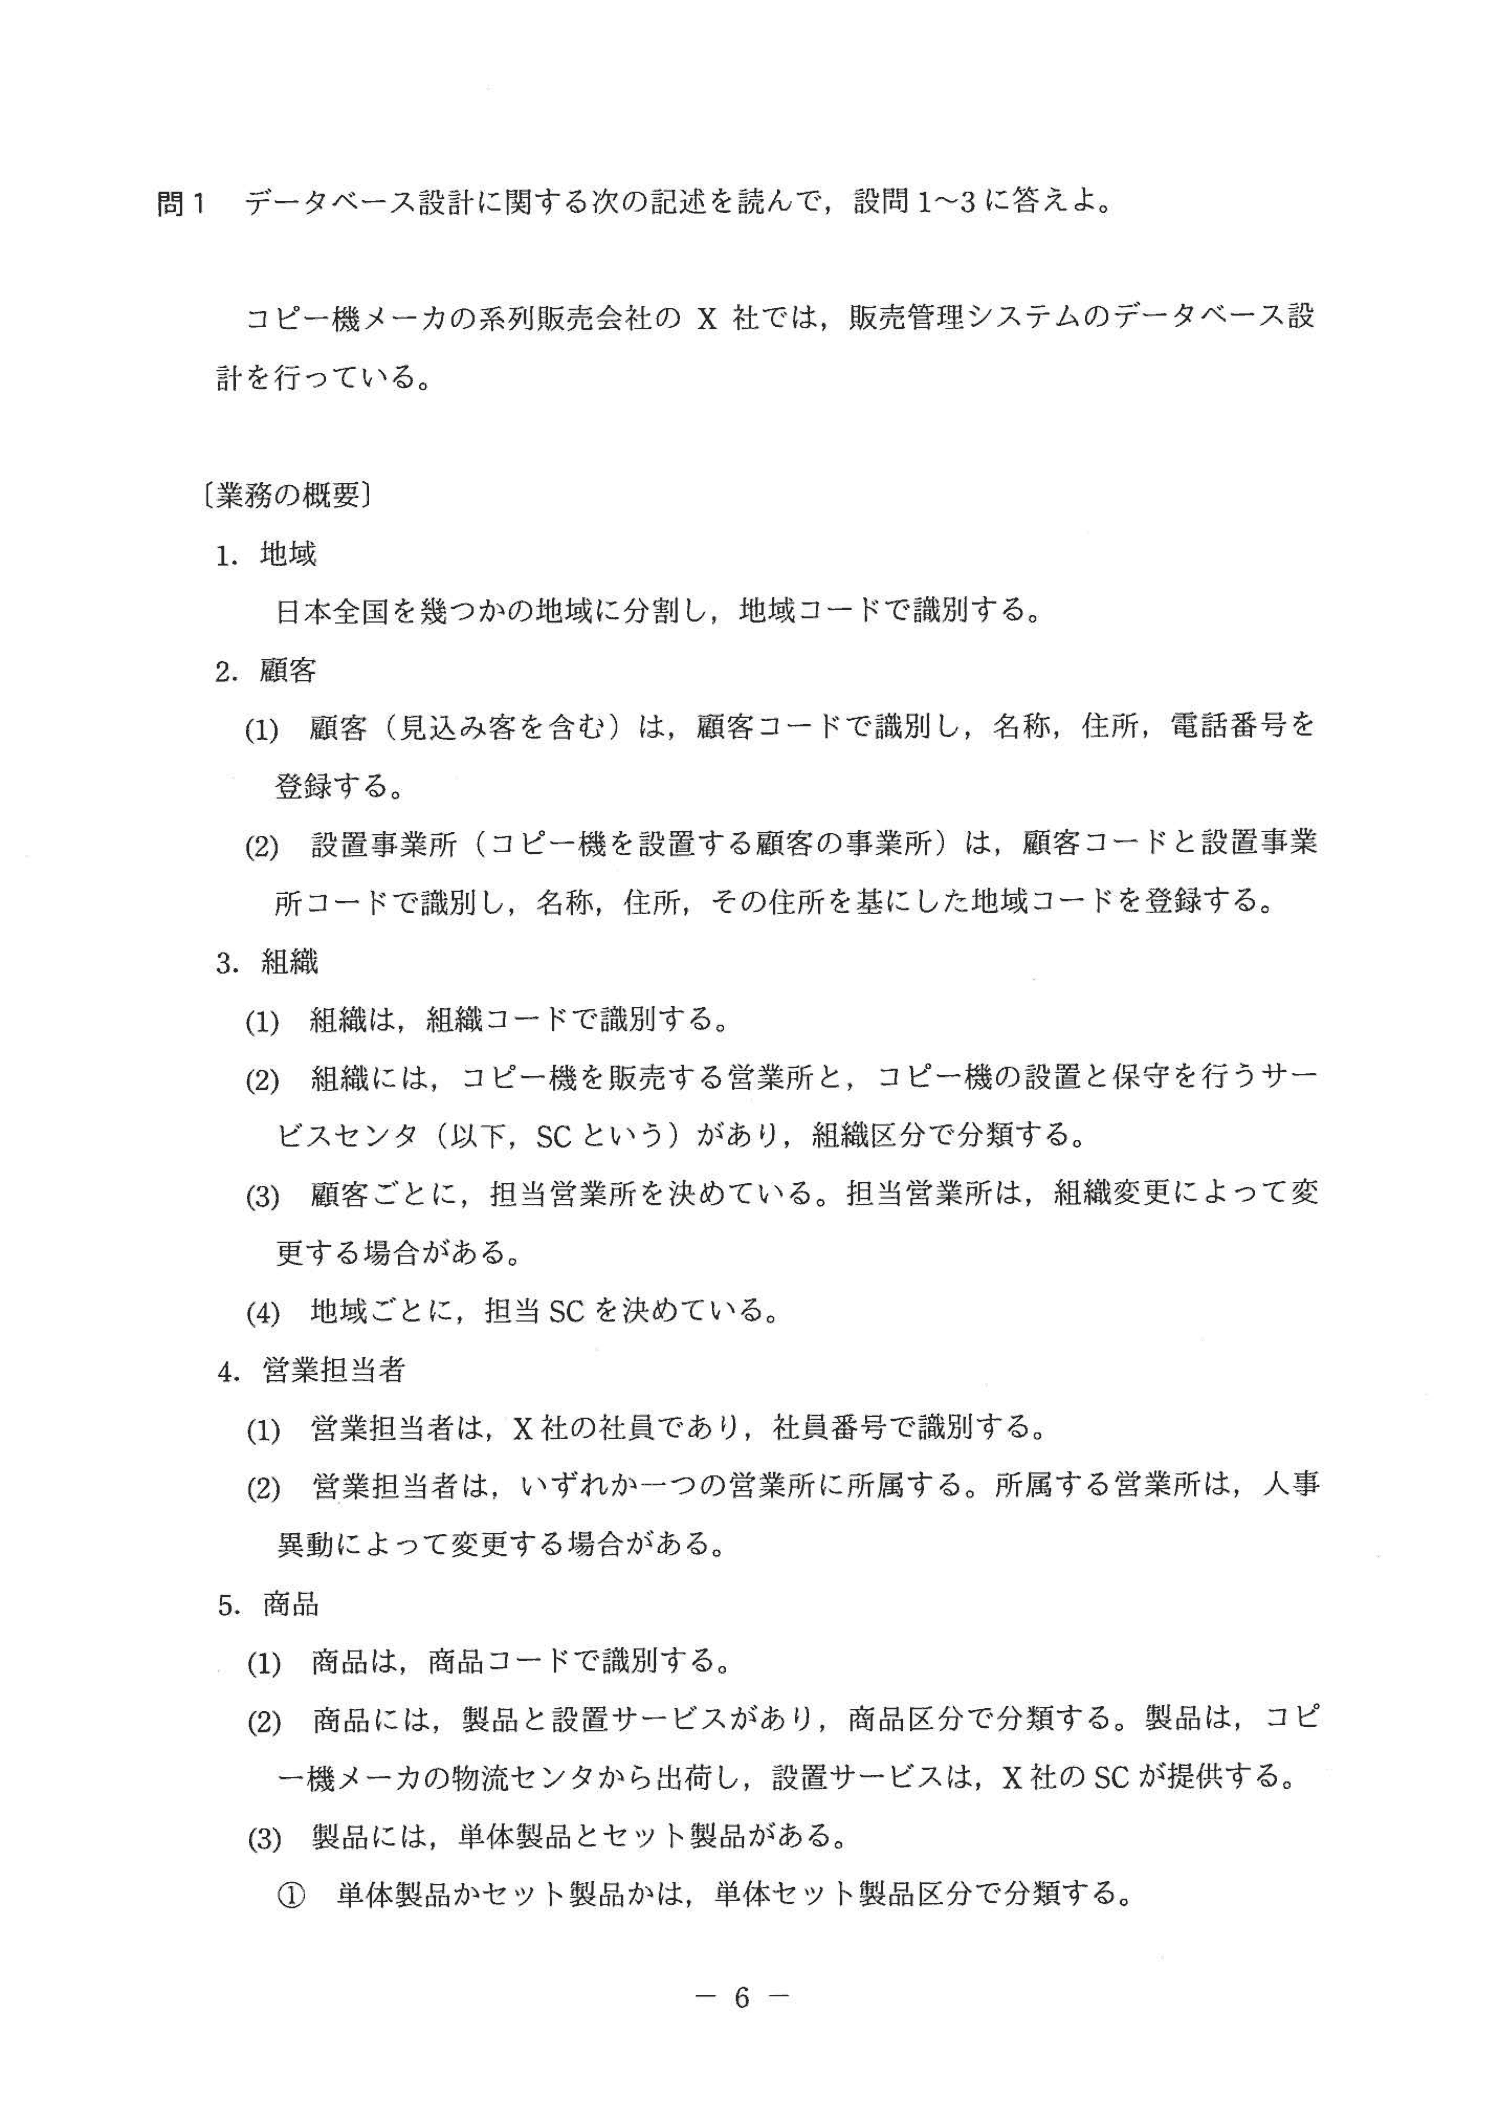 問1 データベース設計に関する次の記述を読んで，設問1～3に答えよ。
コピー機メーカの系列販売会社の X 社では，販売管理システムのデータベース設
計を行っている。
〔業務の概要〕
1. 地域
日本全国を幾つかの地域に分割し，地域コードで識別する。
2. 顧客
(1) 顧客（見込み客を含む）は，顧客コードで識別し，名称，住所，電話番号を
登録する。
(2) 設置事業所（コピー機を設置する顧客の事業所）は，顧客コードと設置事業
所コードで識別し，名称，住所，その住所を基にした地域コードを登録する。
3. 組織
(1) 組織は，組織コードで識別する。
(2) 組織には，コピー機を販売する営業所と，コピー機の設置と保守を行うサー
ビスセンタ（以下，SC という）があり，組織区分で分類する。
(3) 顧客ごとに，担当営業所を決めている。担当営業所は，組織変更によって変
更する場合がある。
(4) 地域ごとに，担当 SC を決めている。
4. 営業担当者
(1) 営業担当者は，X 社の社員であり，社員番号で識別する。
(2) 営業担当者は，いずれか一つの営業所に所属する。所属する営業所は，人事
異動によって変更する場合がある。
5. 商品
(1) 商品は，商品コードで識別する。
(2) 商品には，製品と設置サービスがあり，商品区分で分類する。製品は，コピ
ー機メーカの物流センタから出荷し，設置サービスは，X 社の SC が提供する。
(3) 製品には，単体製品とセット製品がある。
① 単体製品かセット製品かは，単体セット製品区分で分類する。
－ 6 －